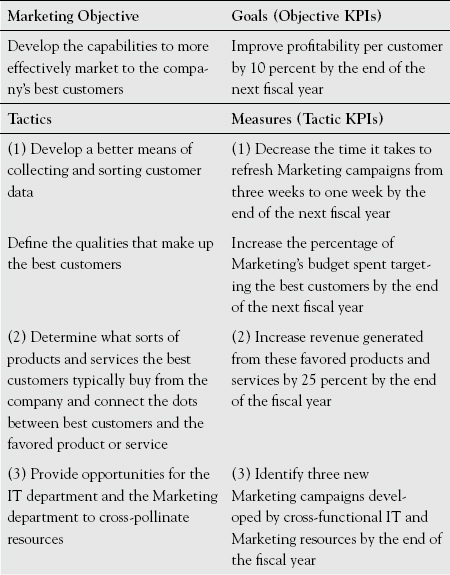 Marketing Objective
Goals (Objective KPIs)
Develop the capabilities to more
effectively market to the compa-
ny's best customers
Improve profitability per customer
by 10 percent by the end of the
next fiscal year
Tactics
Measures (Tactic KPIs)
(1) Develop a better means of
collecting and sorting customer
data
(1) Decrease the time it takes to
refresh Marketing campaigns from
three weeks to one week by the
end of the next fiscal year
Define the qualities that make up
the best customers
Increase the percentage of
Marketing's budget spent target-
ing the best customers by the end
of the next fiscal year
(2) Determine what sorts of
products and services the best
customers typically buy from the
company and connect the dots
between best customers and the
favored product or service
(2) Increase revenue generated
from these favored products and
services by 25 percent by the end
of the fiscal year
(3) Provide opportunities for the
IT department and the Marketing
department to cross-pollinate
resources
(3) Identify three new
Marketing campaigns devel-
oped by cross-functional IT and
Marketing resources by the end of
the fiscal year